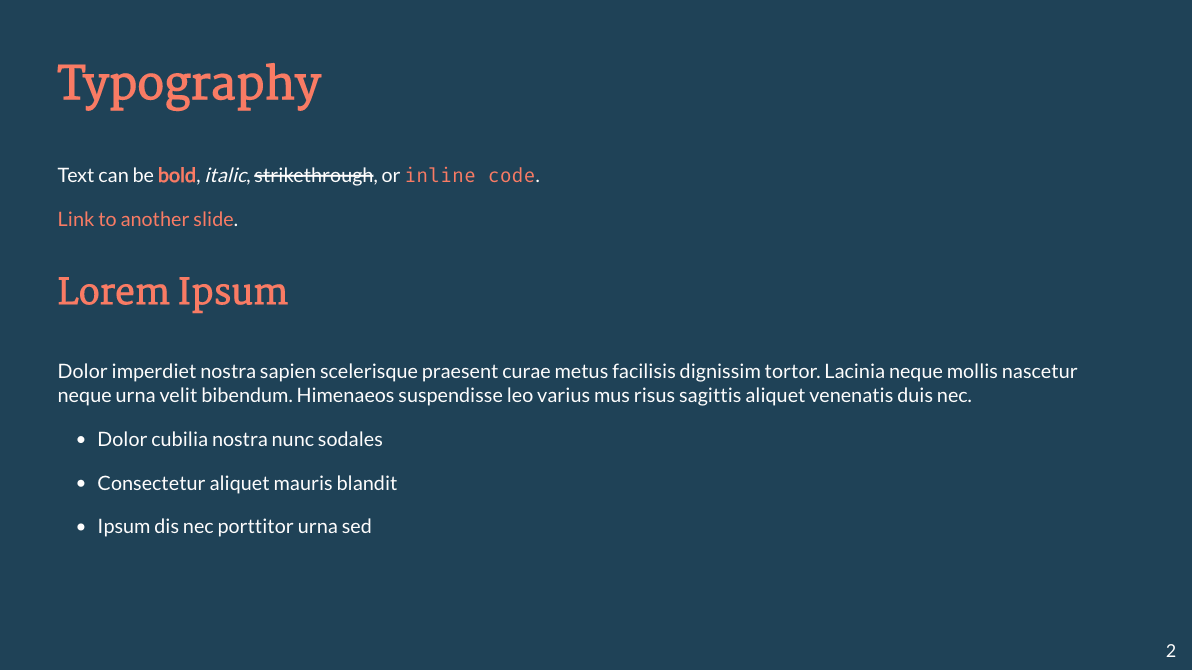 Typography
Text can be bold, italic, strikethrough, or inline code.
Link to another slide.
Lorem Ipsum
Dolor imperdiet nostra sapien scelerisque praesent curae metus facilisis dignissim tortor. Lacinia neque mollis nascetur
neque urna velit bibendum. Himenaeos suspendisse leo varius mus risus sagittis aliquet venenatis duis nec.
• Dolor cubilia nostra nunc sodales
• Consectetur aliquet mauris blandit
• Ipsum dis nec porttitor urna sed
2